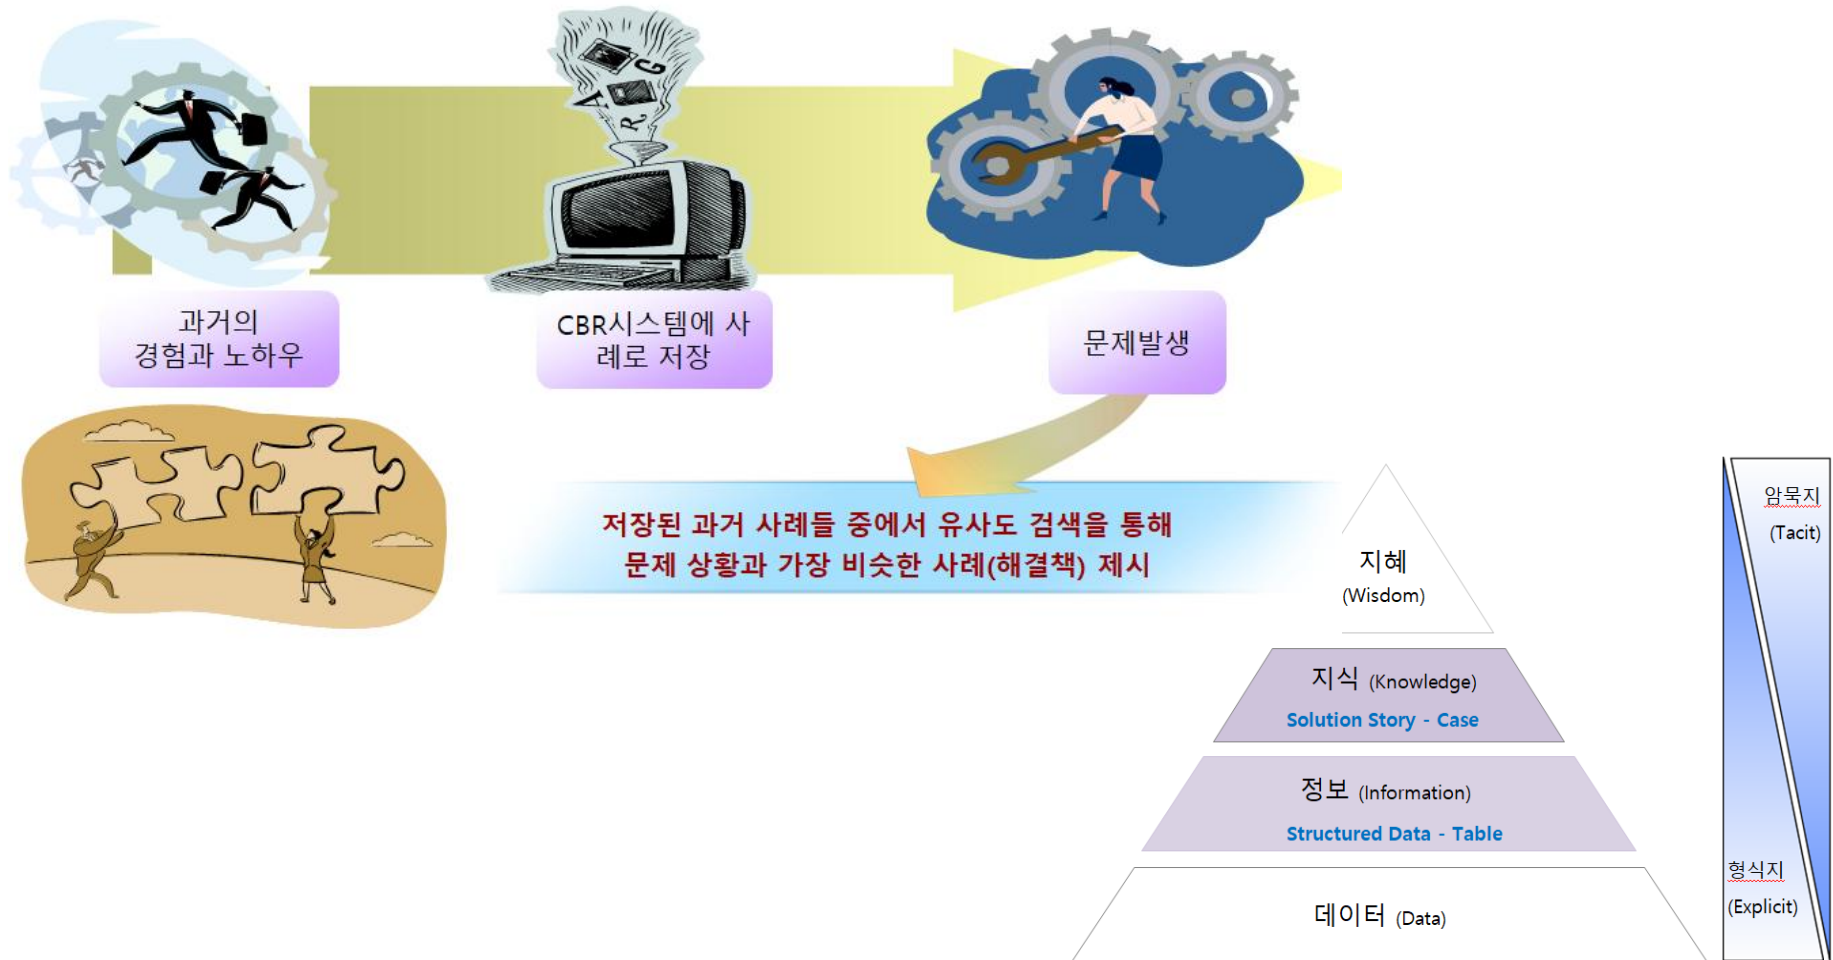 A
G
R
과거의
경험과 노하우
CBR시스템에 사
례로 저장
문제발생
저장된 과거 사례들 중에서 유사도 검색을 통해
문제 상황과 가장 비슷한 사례(해결책) 제시
지혜
(Wisdom)
지식 (Knowledge)
Solution Story - Case
정보 (Information)
Structured Data - Table
데이터 (Data)
암묵지
(Tacit)
형식지
(Explicit)